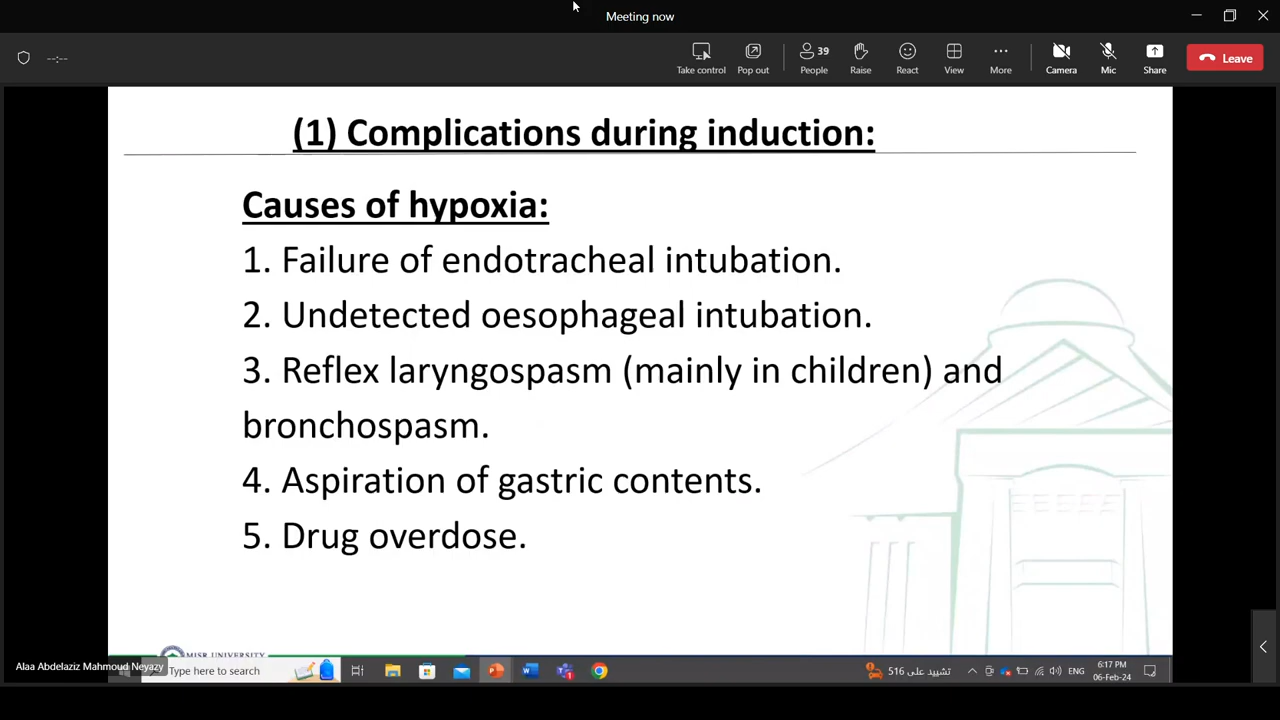 Meeting now
--:--
Take control
Pop out
39
People
Raise
React
View
More
Camera
Mic
Share
Leave
(1) Complications during induction:
Causes of hypoxia:
1. Failure of endotracheal intubation.
2. Undetected oesophageal intubation.
3. Reflex laryngospasm (mainly in children) and
bronchospasm.
4. Aspiration of gastric contents.
5. Drug overdose.
MISR UNIVERSITY
Alaa Abdelaziz Mahmoud Neyazy
Type here to search
تشييد على 516
ENG
6:17 PM
06-Feb-24